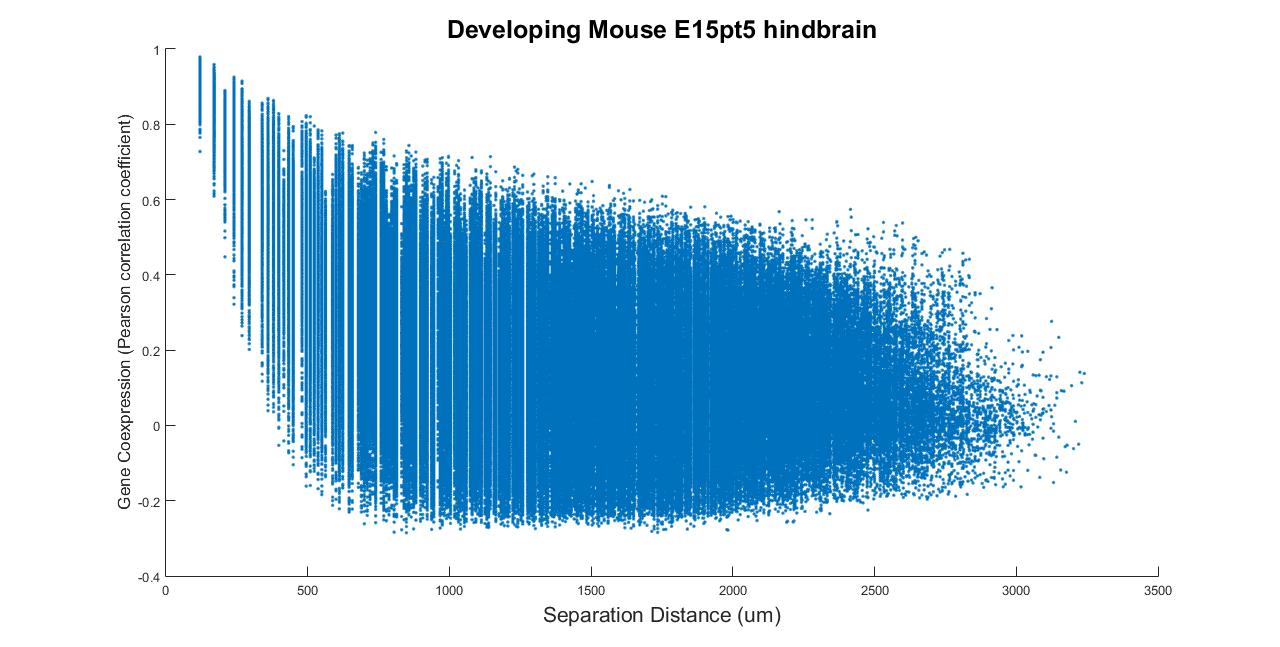 Developing Mouse E15pt5 hindbrain
Gene Coexpression (Pearson correlation coefficient)
1
0.8
0.6
0.4
0.2
0
-0.2
-0.4
0 500 1000 1500 2000 2500 3000 3500
Separation Distance (um)